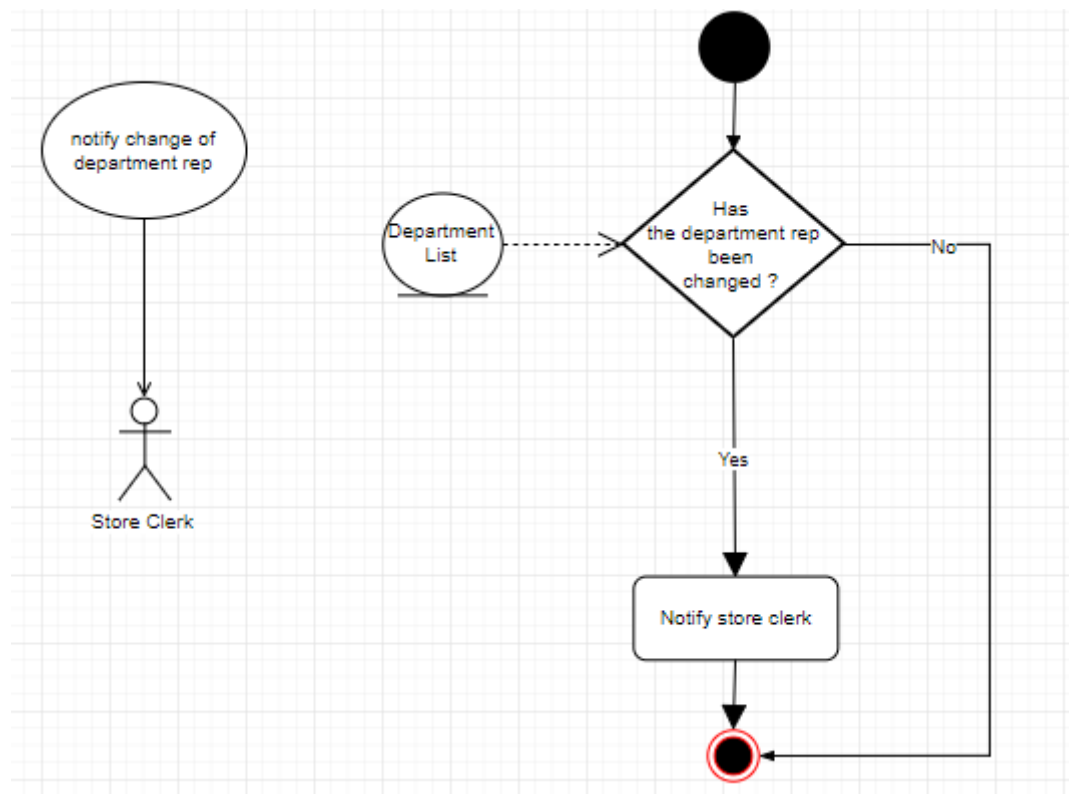 notify change of
department rep
Store Clerk
Department
List
Has
the department rep
been
changed ?
No
Yes
Notify store clerk